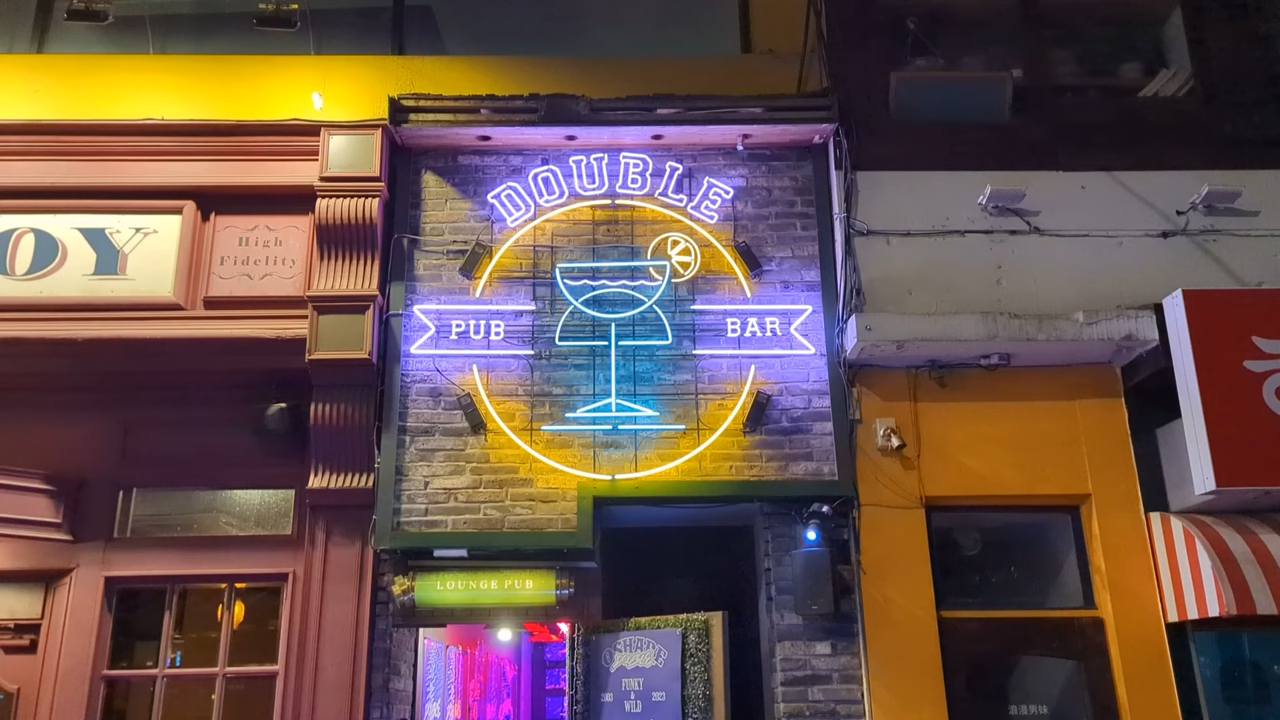 DOUBLE
PUB
BAR
OY
High
Fidelity
LOUNGE PUB
FUNKY
&
2003
2023
WILD
浪漫男妹